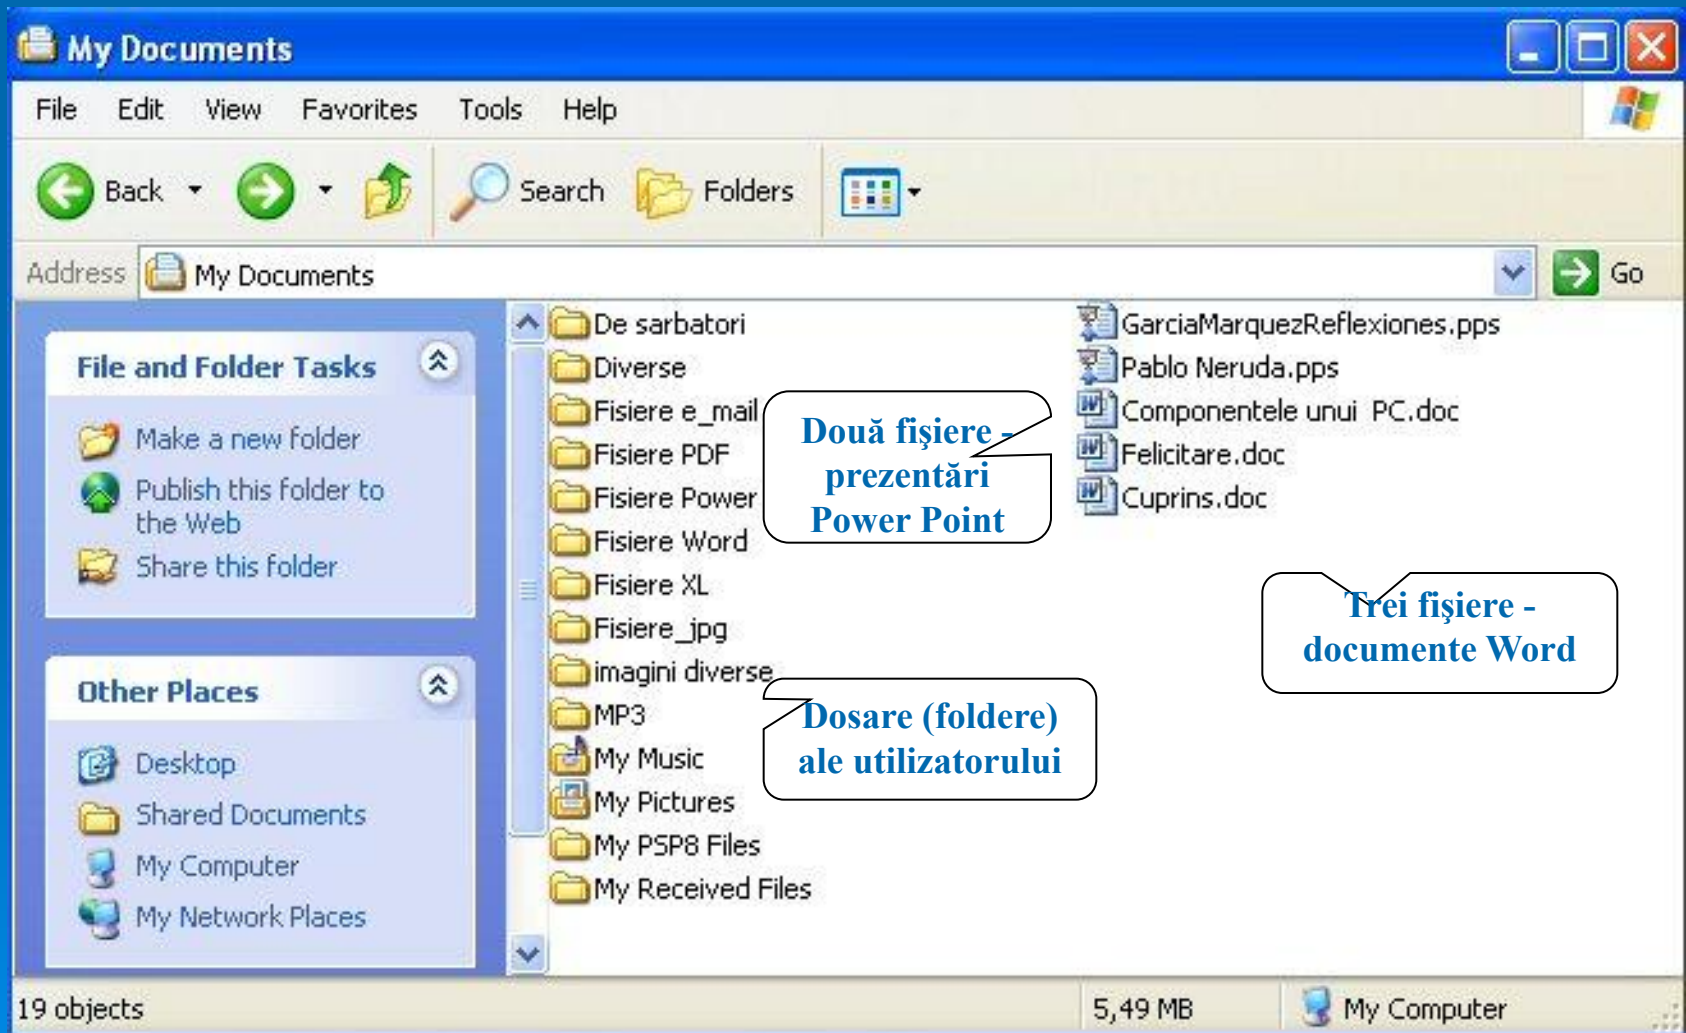 My Documents
File Edit View Favorites Tools Help
Back Search Folders
Address My Documents Go
File and Folder Tasks
Make a new folder
Publish this folder to
the Web
Share this folder
Other Places
Desktop
Shared Documents
My Computer
My Network Places
De sarbatori
Diverse
Fisiere e_mail
Fisiere PDF
Fisiere Power
Fisiere Word
Fisiere XL
Fisiere_jpg
imagini diverse
MP3
My Music
My Pictures
My PSP8 Files
My Received Files
Două fişiere -
prezentări
Power Point
Dosare (foldere)
ale utilizatorului
GarciaMarquezReflexiones.pps
Pablo Neruda.pps
Componentele unui PC.doc
Felicitare.doc
Cuprins.doc
Trei fişiere -
documente Word
19 objects 5,49 MB My Computer